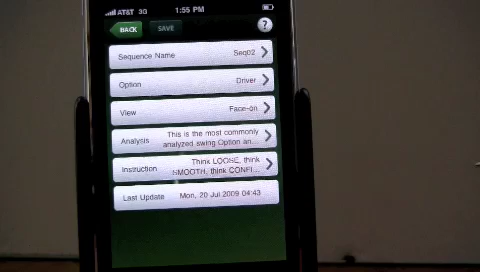 AT&T 3G 1:55 PM
BACK SAVE ?
Sequence Name Seq02
Option Driver
View Face-on
Analysis This is the most commonly
analyzed swing Option an...
Instruction Think LOOSE, think
SMOOTH, think CONFI...
Last Update Mon, 20 Jul 2009 04:43